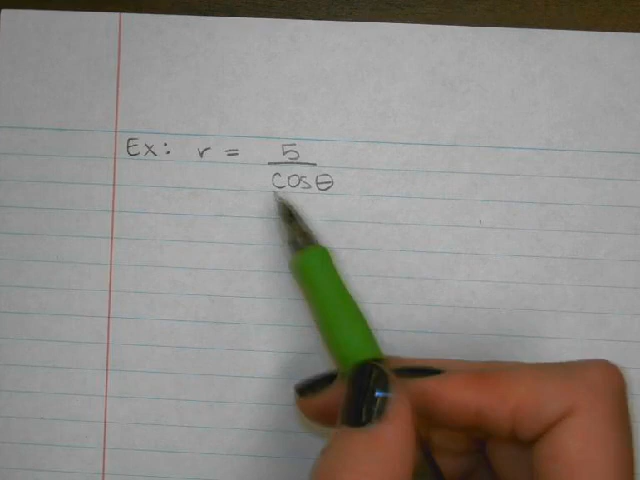 Ex: r = 5/cosθ